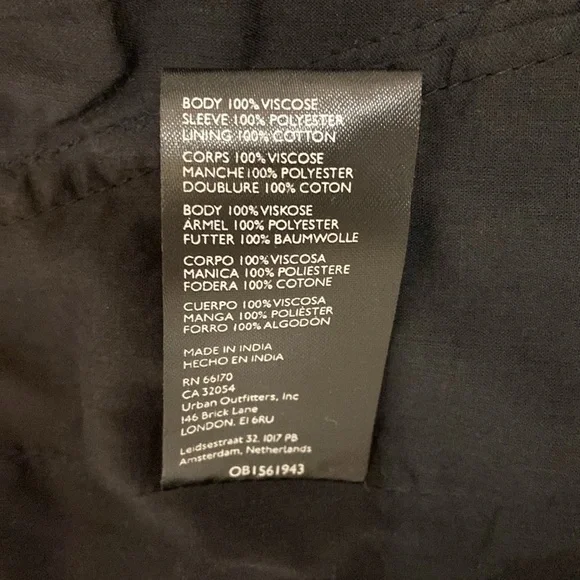 BODY 100% VISCOSE
SLEEVE 100% POLYESTER
LINING 100% COTTON
CORPS 100% VISCOSE
MANCHE 100% POLYESTER
DOUBLURE 100% COTON
BODY 100% VISKOSE
ÄRMEL 100% POLYESTER
FUTTER 100% BAUMWOLLE
CORPO 100% VISCOSA
MANICA 100% POLIESTERE
FODERA 100% COTONE
CUERPO 100% VISCOSA
MANGA 100% POLIÉSTER
FORRO 100% ALGODÓN
MADE IN INDIA
HECHO EN INDIA
RN 66170
CA 32054
Urban Outfitters, Inc
146 Brick Lane
LONDON. E1 6RU
Leidsestraat 32, 1017 PB
Amsterdam, Netherlands
OB1561943